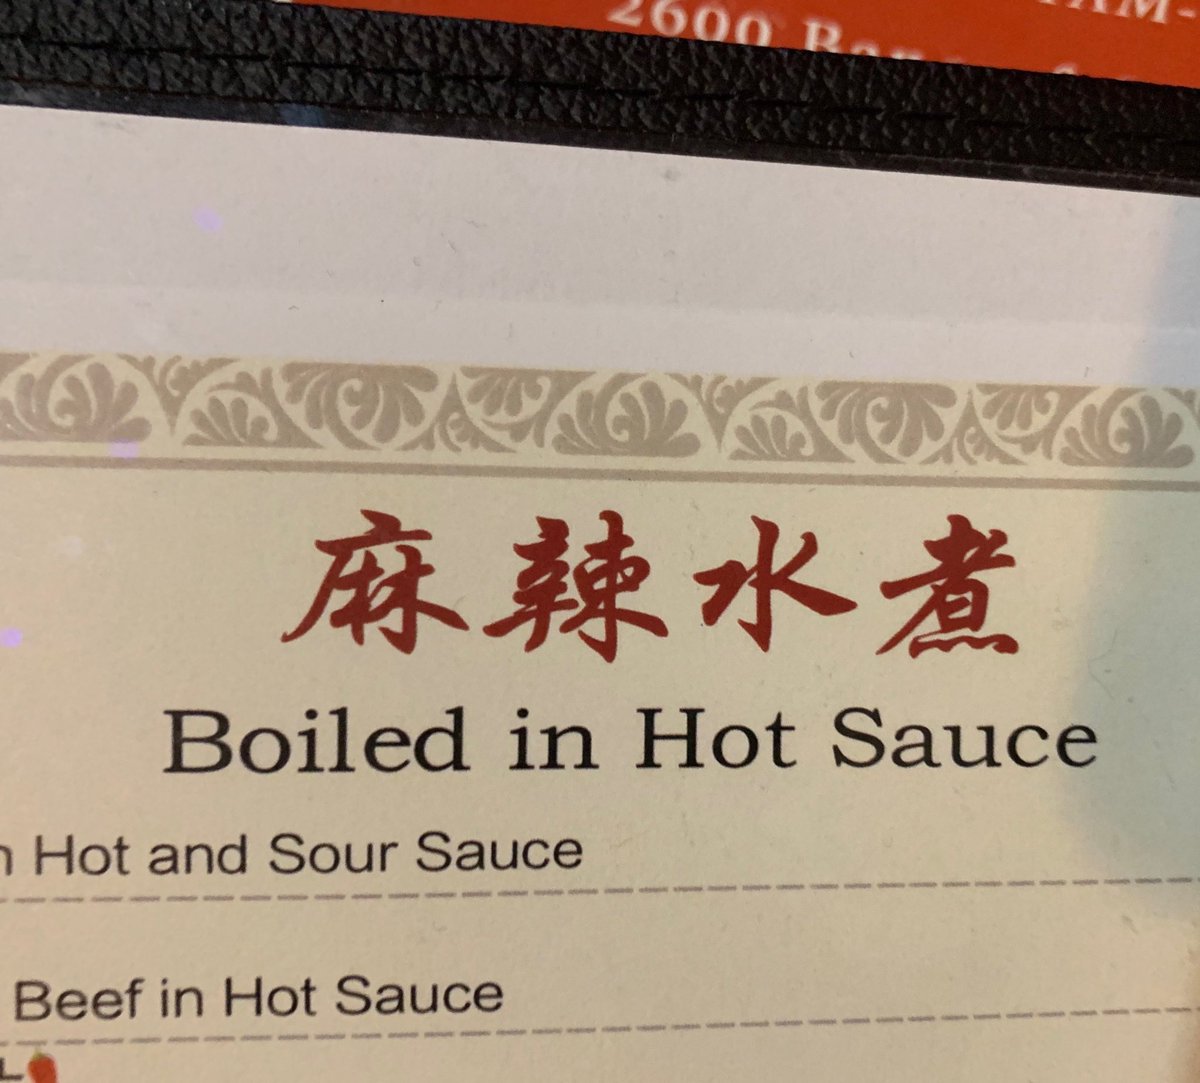 2600
麻辣水煮
Boiled in Hot Sauce
Hot and Sour Sauce
Beef in Hot Sauce